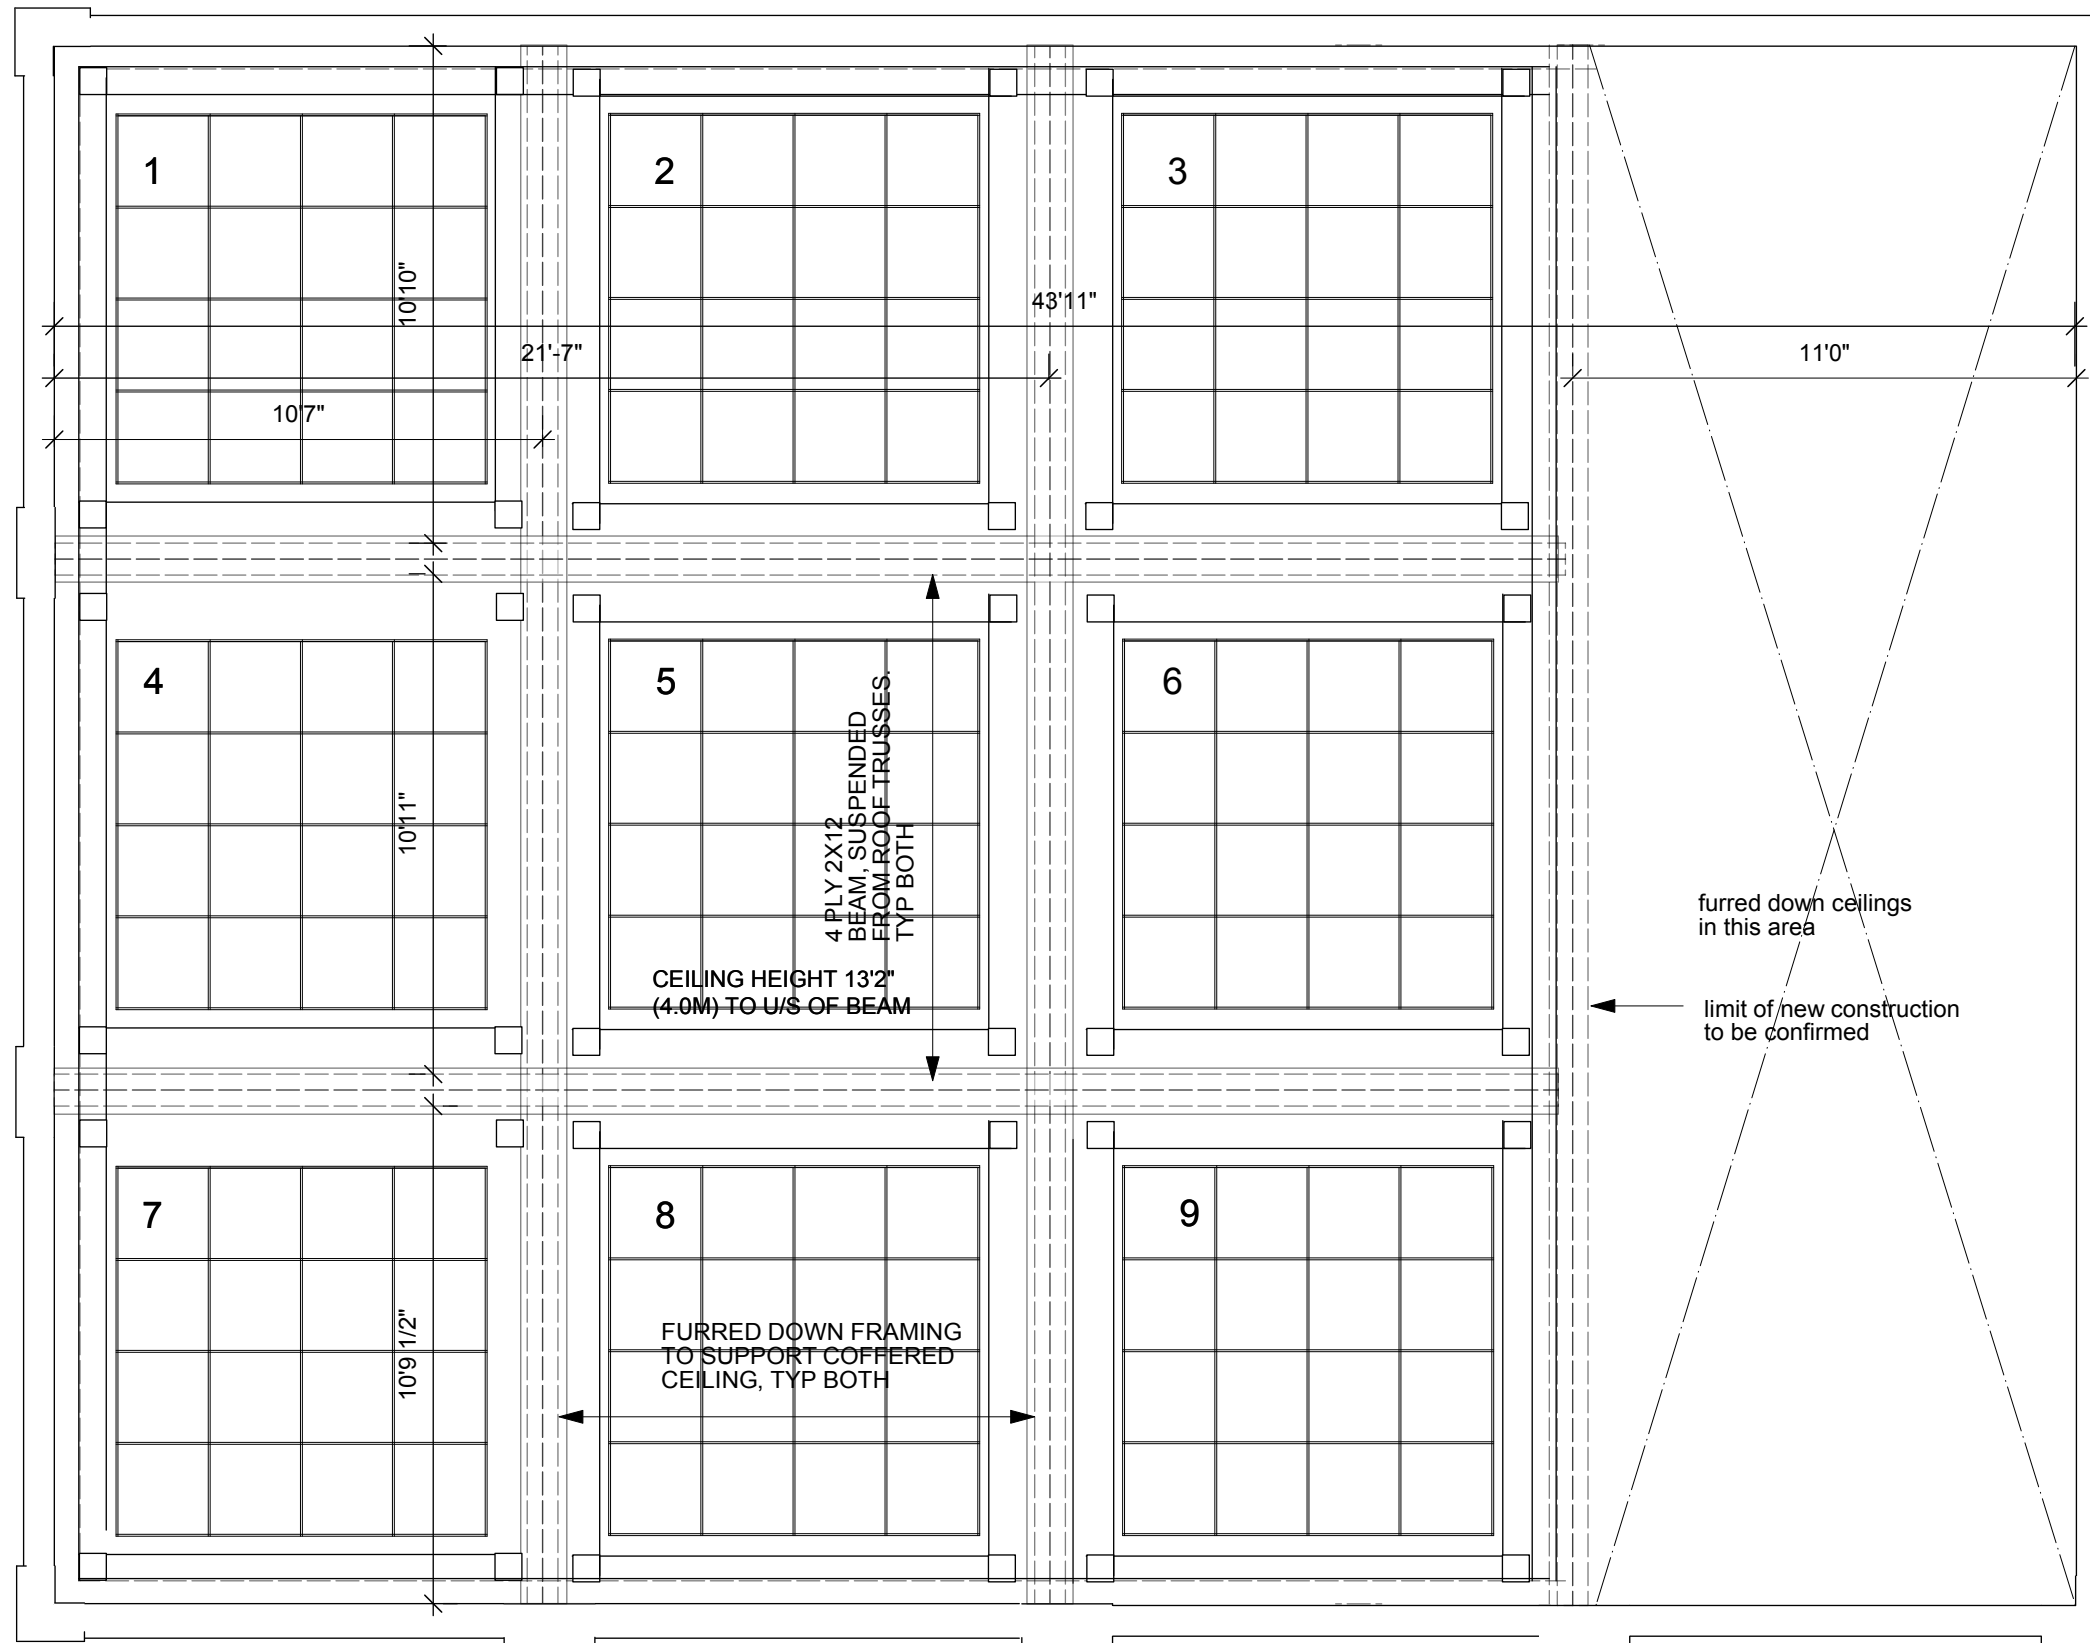 1
2
3
10'10"
43'11"
21'-7"
11'0"
10'7"
4
5
6
4 PLY 2X12
BEAM, SUSPENDED
FROM ROOF TRUSSES.
TYP BOTH
10'11"
furred down ceilings
in this area
CEILING HEIGHT 13'2"
(4.0M) TO U/S OF BEAM
limit of new construction
to be confirmed
7
8
9
10'9 1/2"
FURRED DOWN FRAMING
TO SUPPORT COFFERED
CEILING, TYP BOTH